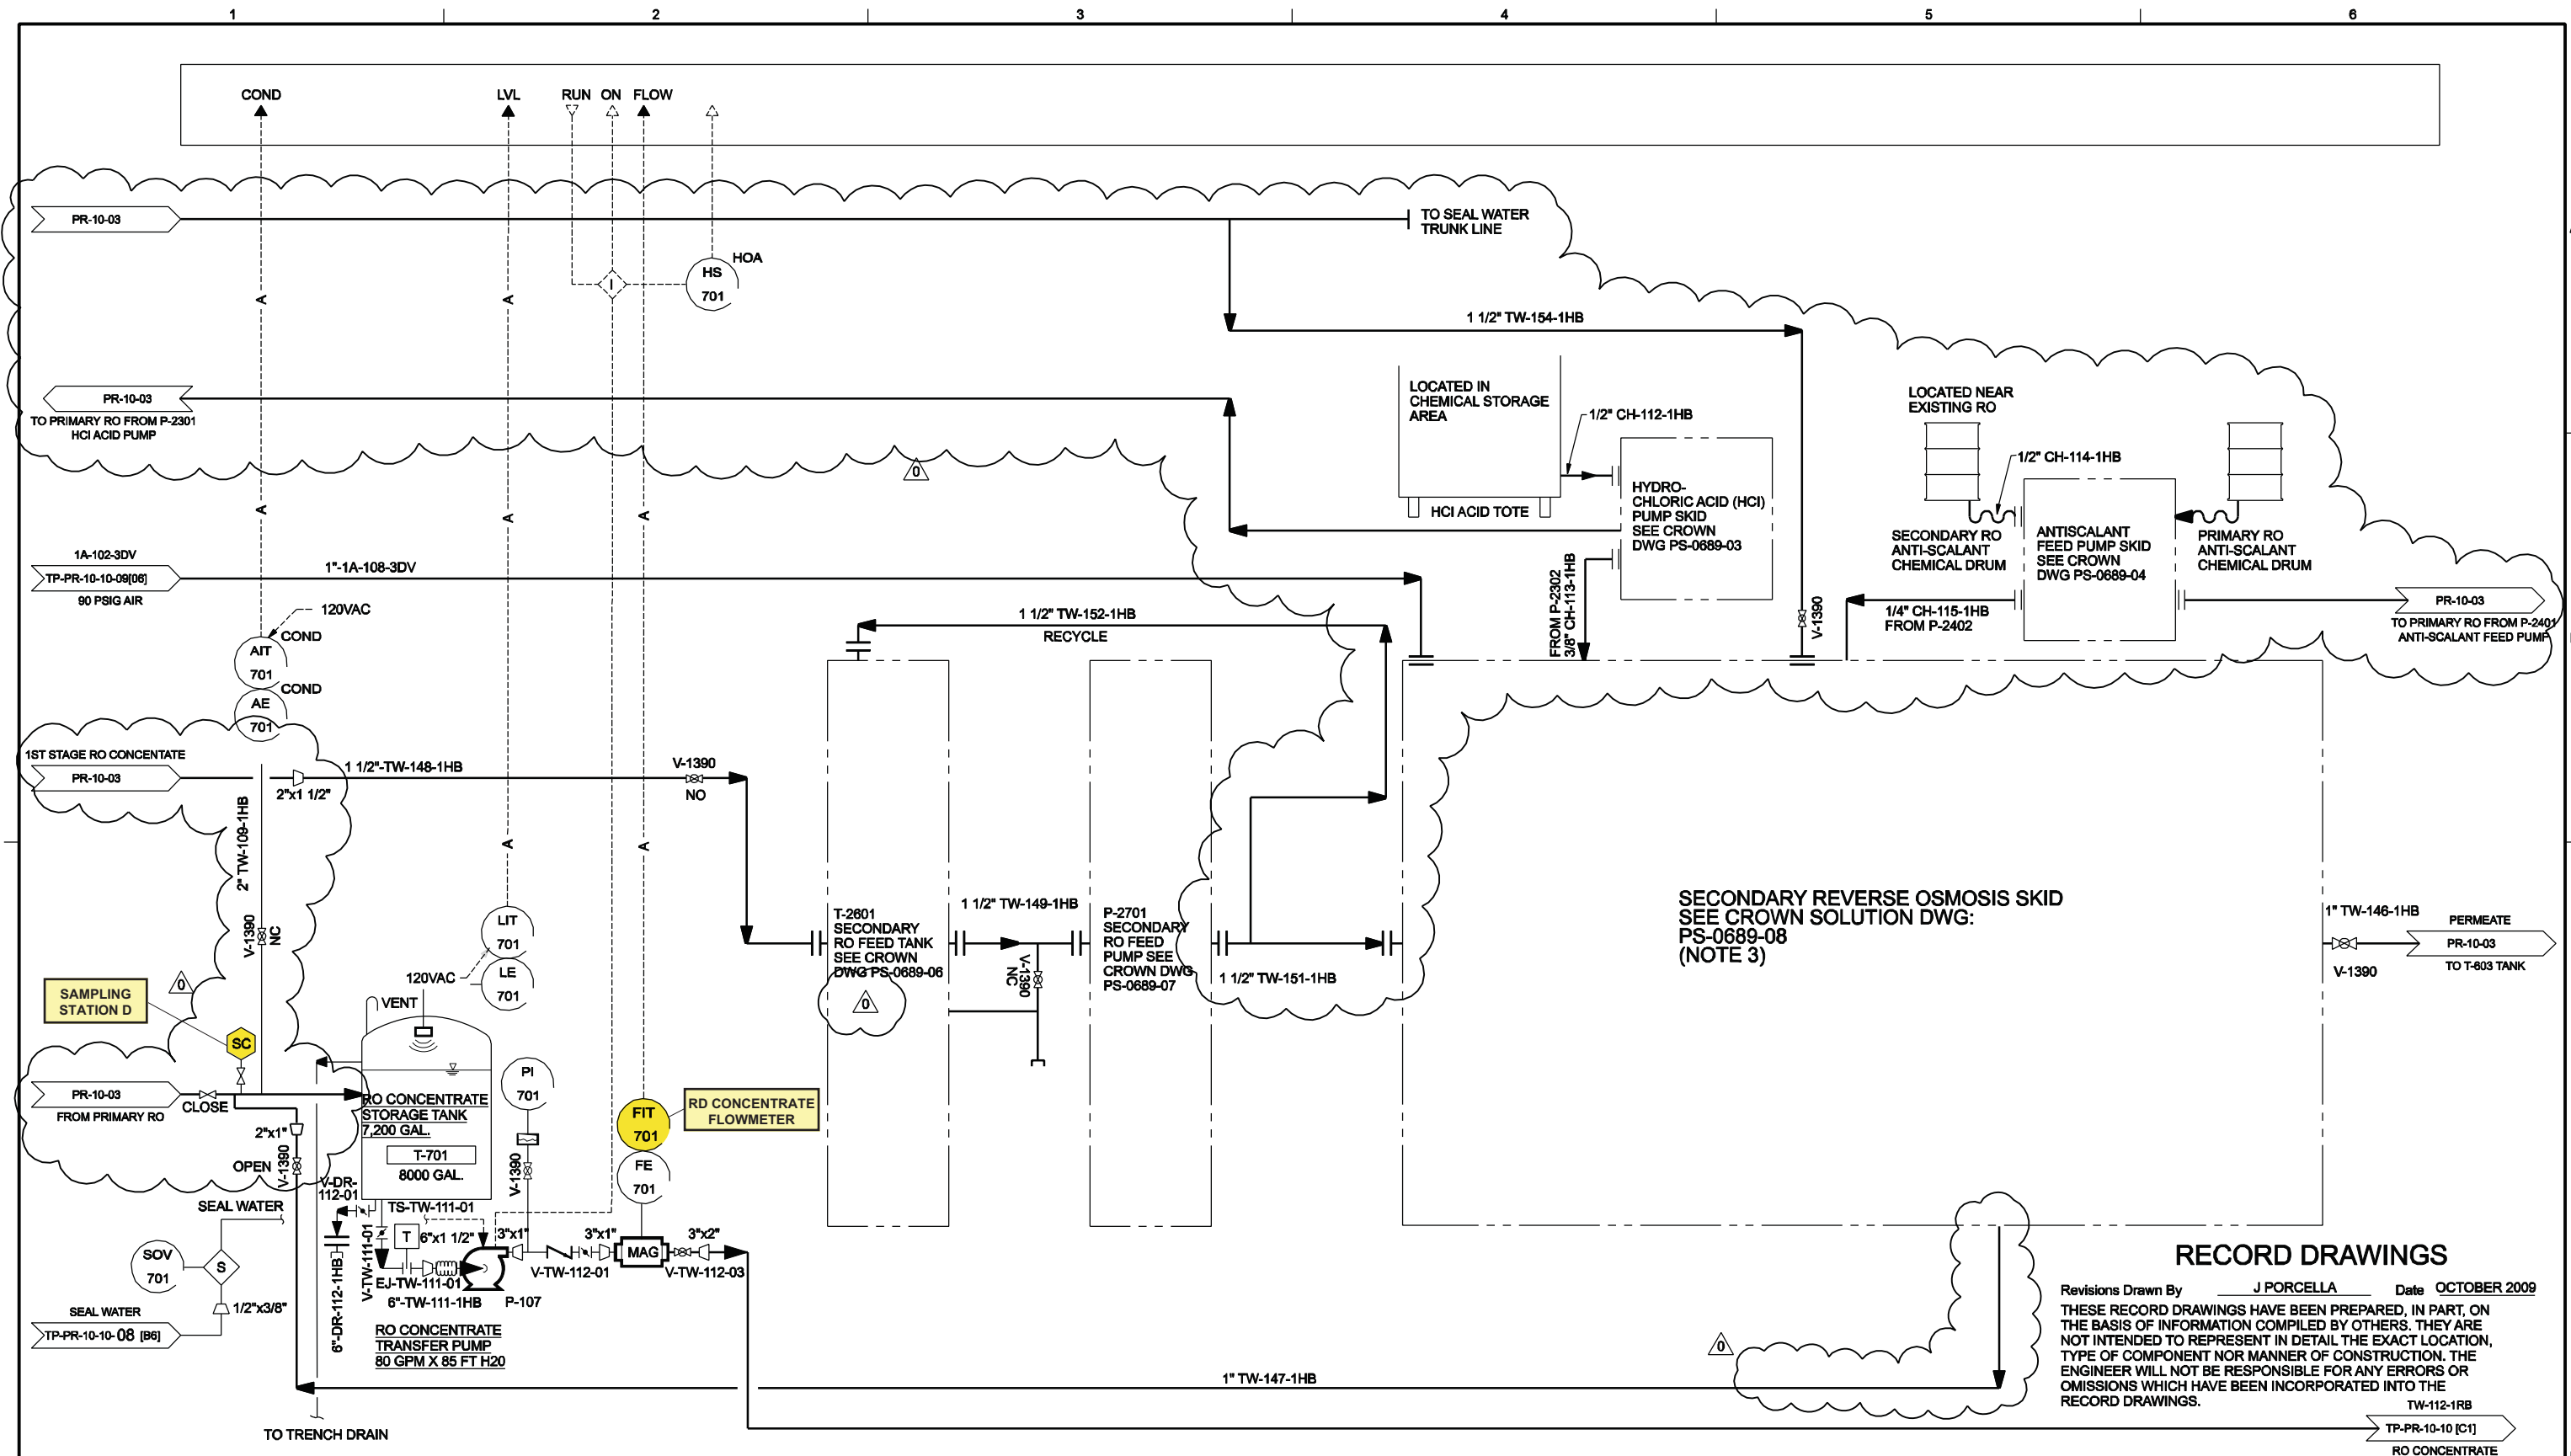 1
2
3
4
5
6
COND
LVL
RUN
ON
FLOW
PR-10-03
TO SEAL WATER
TRUNK LINE
HS
701
HOA
I
A
A
1 1/2" TW-154-1HB
PR-10-03
TO PRIMARY RO FROM P-2301
HCl ACID PUMP
LOCATED IN
CHEMICAL STORAGE
AREA
1/2" CH-112-1HB
HCl ACID TOTE
HYDRO-
CHLORIC ACID (HCl)
PUMP SKID
SEE CROWN
DWG PS-0689-03
LOCATED NEAR
EXISTING RO
1/2" CH-114-1HB
SECONDARY RO
ANTI-SCALANT
CHEMICAL DRUM
ANTISCALANT
FEED PUMP SKID
SEE CROWN
DWG PS-0689-04
PRIMARY RO
ANTI-SCALANT
CHEMICAL DRUM
0
A
A
A
1A-102-3DV
TP-PR-10-10-09[06]
90 PSIG AIR
1"-1A-108-3DV
FROM P-2302
3/8" CH-113-1HB
V-1390
1/4" CH-115-1HB
FROM P-2402
PR-10-03
TO PRIMARY RO FROM P-2401
ANTI-SCALANT FEED PUMP
120VAC
COND
AIT
701
COND
AE
701
1 1/2" TW-152-1HB
RECYCLE
1ST STAGE RO CONCENTATE
PR-10-03
2"x1 1/2"
1 1/2"-TW-148-1HB
V-1390
NO
2" TW-109-1HB
V-1390
NC
A
A
LIT
701
LE
701
120VAC
T-2601
SECONDARY
RO FEED TANK
SEE CROWN
DWG PS-0689-06
0
1 1/2" TW-149-1HB
V-1390
NC
P-2701
SECONDARY
RO FEED
PUMP SEE
CROWN DWG
PS-0689-07
1 1/2" TW-151-1HB
SECONDARY REVERSE OSMOSIS SKID
SEE CROWN SOLUTION DWG:
PS-0689-08
(NOTE 3)
1" TW-146-1HB
V-1390
PERMEATE
PR-10-03
TO T-603 TANK
SAMPLING
STATION D
0
SC
VENT
PR-10-03
FROM PRIMARY RO
CLOSE
2"x1"
OPEN
V-1390
RO CONCENTRATE
STORAGE TANK
7,200 GAL.
T-701
8000 GAL.
PI
701
V-1390
FIT
701
FE
701
RD CONCENTRATE
FLOWMETER
SEAL WATER
SOV
701
S
1/2"x3/8"
SEAL WATER
TP-PR-10-10-08 [B6]
V-DR-
112-01
6"-DR-112-1HB
V-TW-111-01
TS-TW-111-01
T
6"x1 1/2"
EJ-TW-111-01
6"-TW-111-1HB
P-107
3"x1"
V-TW-112-01
3"x1"
MAG
3"x2"
V-TW-112-03
RO CONCENTRATE
TRANSFER PUMP
80 GPM X 85 FT H20
1" TW-147-1HB
TO TRENCH DRAIN
0
RECORD DRAWINGS
Revisions Drawn By J PORCELLA Date OCTOBER 2009
THESE RECORD DRAWINGS HAVE BEEN PREPARED, IN PART, ON
THE BASIS OF INFORMATION COMPILED BY OTHERS. THEY ARE
NOT INTENDED TO REPRESENT IN DETAIL THE EXACT LOCATION,
TYPE OF COMPONENT NOR MANNER OF CONSTRUCTION. THE
ENGINEER WILL NOT BE RESPONSIBLE FOR ANY ERRORS OR
OMISSIONS WHICH HAVE BEEN INCORPORATED INTO THE
RECORD DRAWINGS.
TW-112-1RB
TP-PR-10-10 [C1]
RO CONCENTRATE